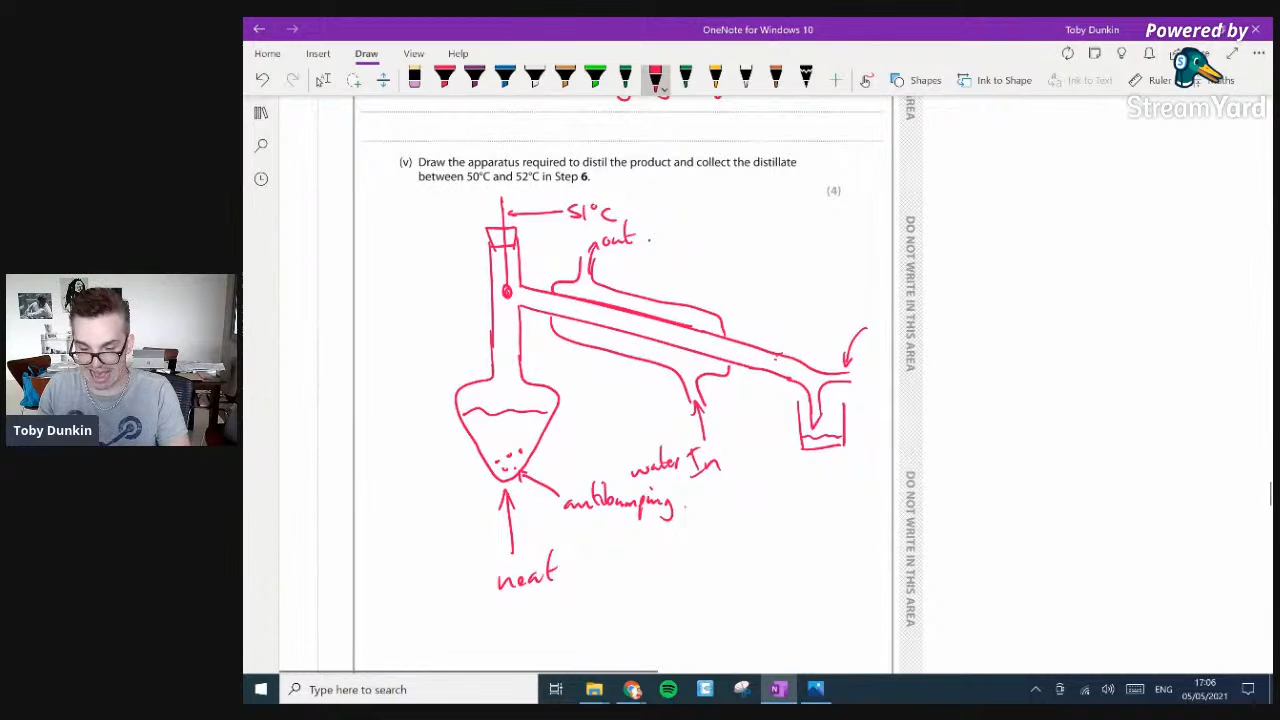 OneNote for Windows 10
Toby Dunkin
Powered by
StreamYard
Home Insert Draw View Help
Shapes Ink to Shape Ink to Text Ruler Maths
(v) Draw the apparatus required to distil the product and collect the distillate
between 50°C and 52°C in Step 6.
(4)
51°C
out
water In
antibumping
heat
DO NOT WRITE IN THIS AREA
DO NOT WRITE IN THIS AREA
AREA
Toby Dunkin
Type here to search
ENG
17:06
05/05/2021